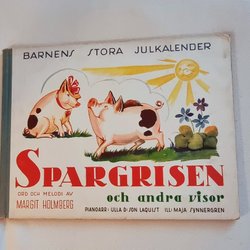 BARNENS STORA JULKALENDER
SPARGRISEN
och andra visor
ORD OCH MELODI AV
MARGIT HOLMBERG
PIANOARR: ULLA D:SON LAQUIST ILL: MAJA SYNNERGREN